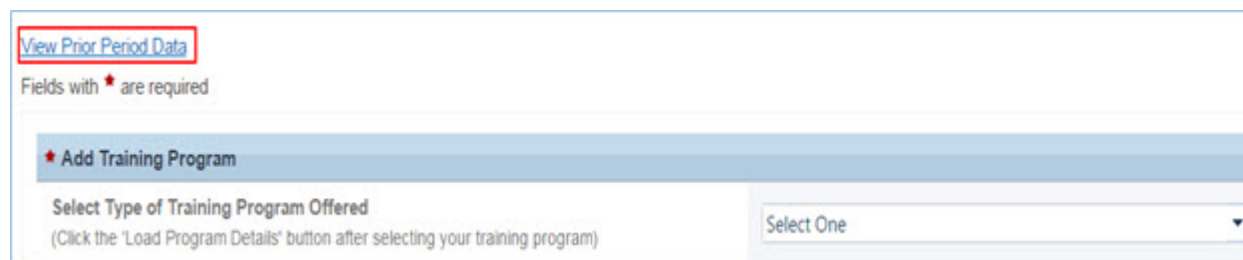 View Prior Period Data
Fields with * are required
* Add Training Program
Select Type of Training Program Offered
(Click the 'Load Program Details' button after selecting your training program)
Select One